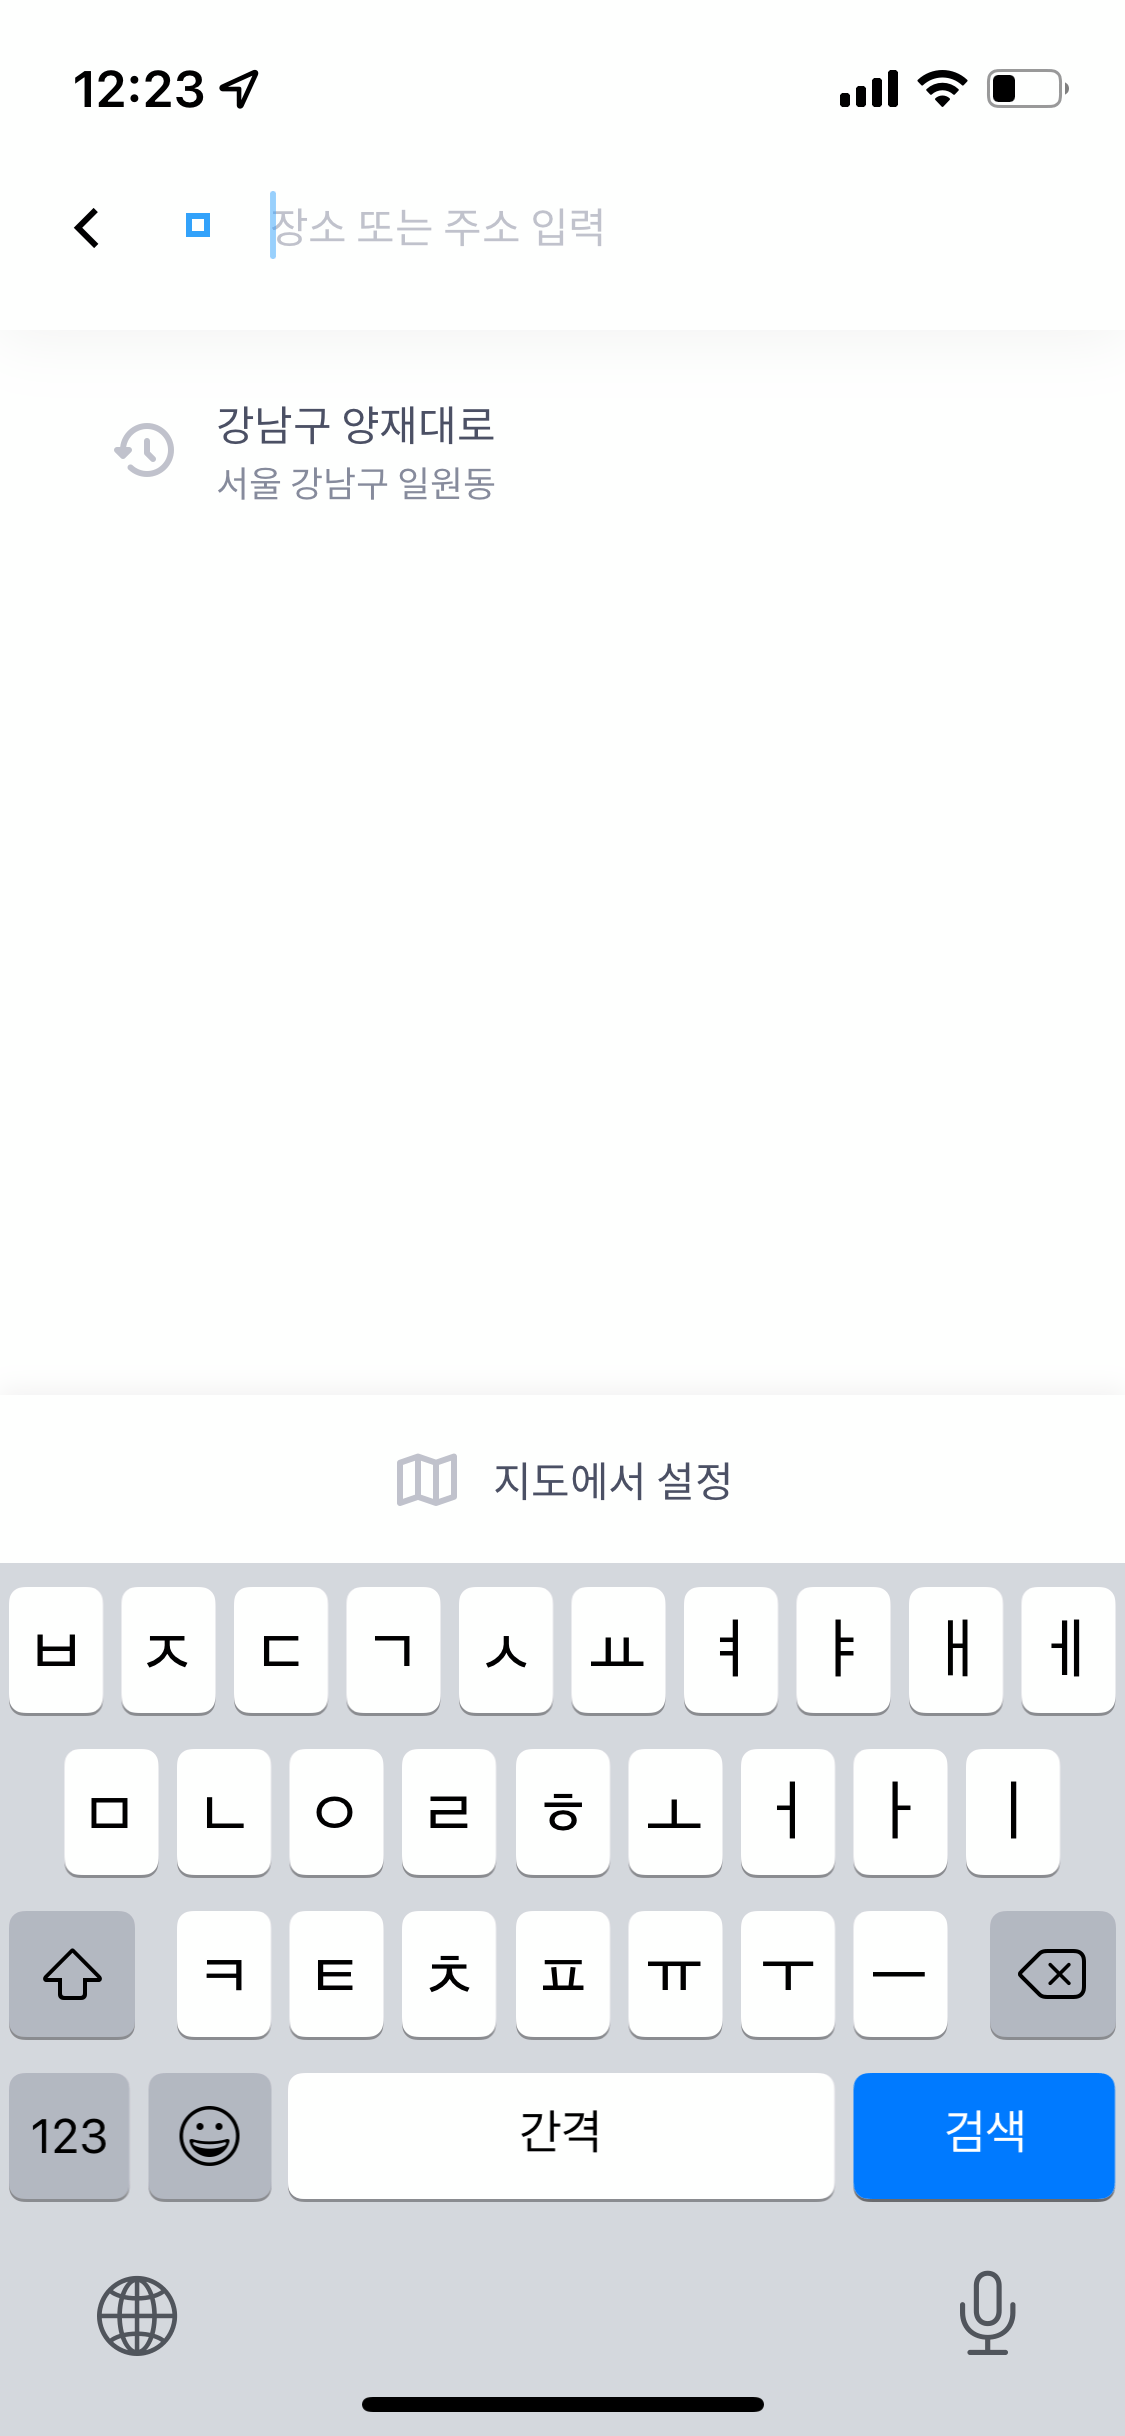 12:23
장소 또는 주소 입력
강남구 양재대로
서울 강남구 일원동
지도에서 설정
ㅂ ㅈ ㄷ ㄱ ㅅ ㅛ ㅕ ㅑ ㅐ ㅔ
ㅁ ㄴ ㅇ ㄹ ㅎ ㅗ ㅓ ㅏ ㅣ
ㅋ ㅌ ㅊ ㅍ ㅠ ㅜ ㅡ
123 간격 검색